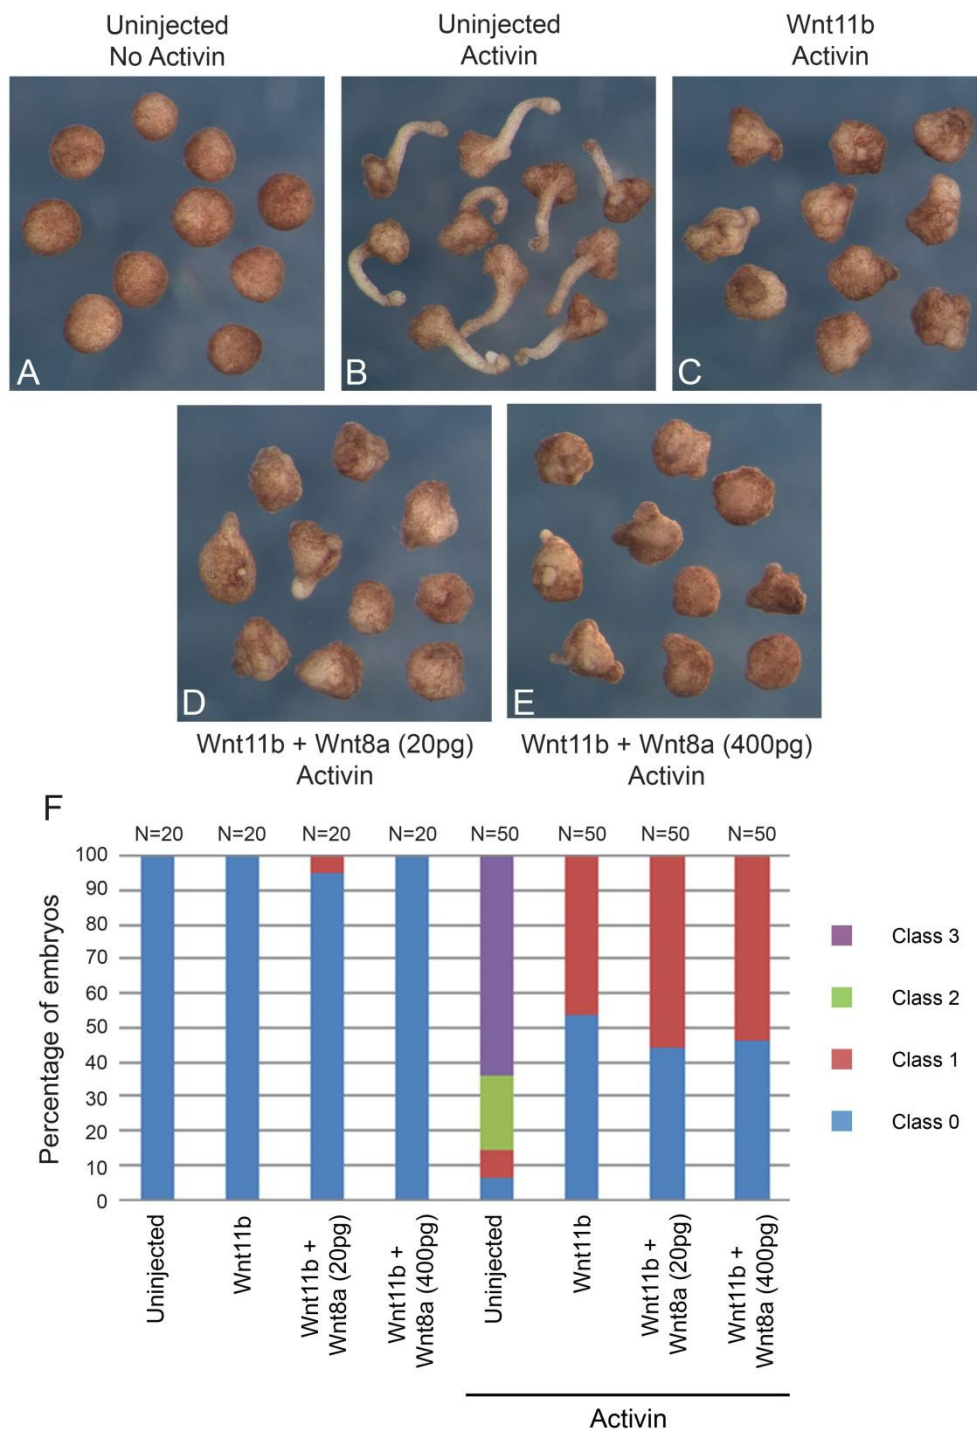 Uninjected
No Activin
Uninjected
Activin
Wnt11b
Activin
A
B
C
D
E
Wnt11b + Wnt8a (20pg)
Activin
Wnt11b + Wnt8a (400pg)
Activin
F
N=20
N=20
N=20
N=20
N=50
N=50
N=50
N=50
Percentage of embryos
100
90
80
70
60
50
40
30
20
10
0
Class 3
Class 2
Class 1
Class 0
Uninjected
Wnt11b
Wnt11b +
Wnt8a (20pg)
Wnt11b +
Wnt8a (400pg)
Uninjected
Wnt11b
Wnt11b +
Wnt8a (20pg)
Wnt11b +
Wnt8a (400pg)
Activin